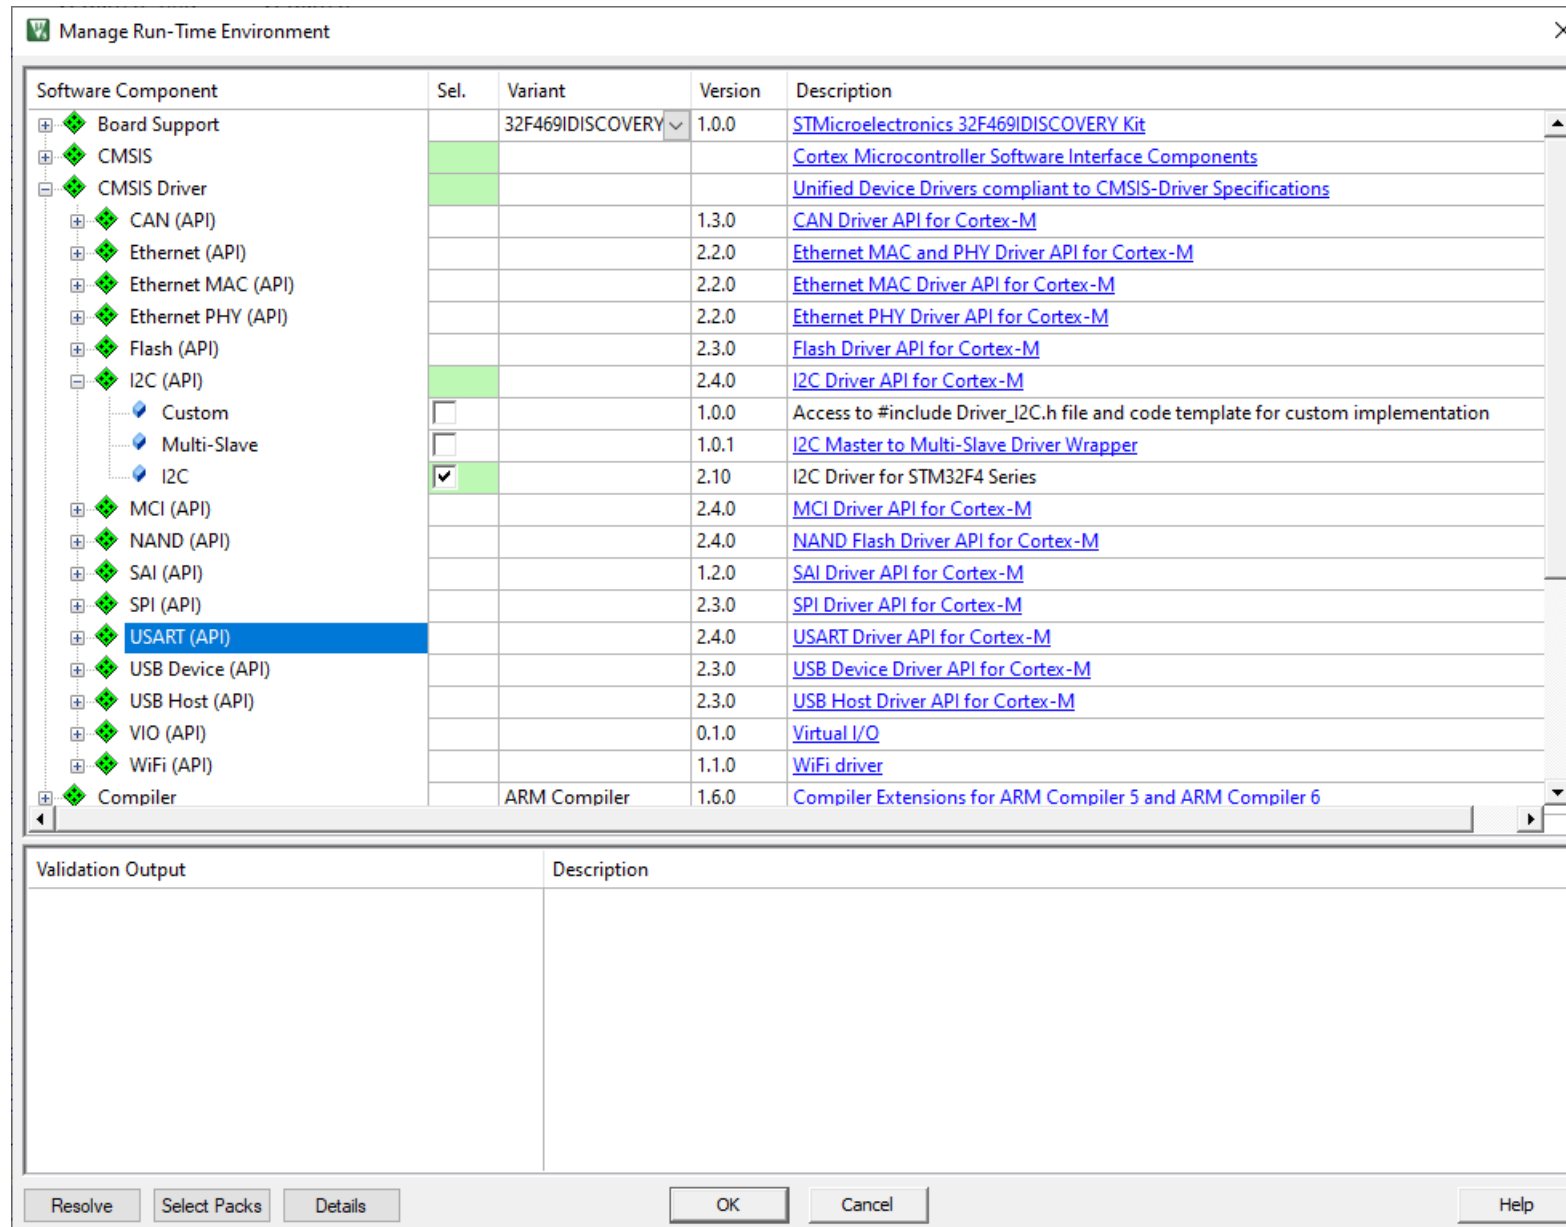 Manage Run-Time Environment
Software Component Sel. Variant Version Description
Board Support 32F469IDISCOVERY 1.0.0 STMicroelectronics 32F469IDISCOVERY Kit
CMSIS Cortex Microcontroller Software Interface Components
CMSIS Driver Unified Device Drivers compliant to CMSIS-Driver Specifications
CAN (API) 1.3.0 CAN Driver API for Cortex-M
Ethernet (API) 2.2.0 Ethernet MAC and PHY Driver API for Cortex-M
Ethernet MAC (API) 2.2.0 Ethernet MAC Driver API for Cortex-M
Ethernet PHY (API) 2.2.0 Ethernet PHY Driver API for Cortex-M
Flash (API) 2.3.0 Flash Driver API for Cortex-M
I2C (API) 2.4.0 I2C Driver API for Cortex-M
Custom 1.0.0 Access to #include Driver_I2C.h file and code template for custom implementation
Multi-Slave 1.0.1 I2C Master to Multi-Slave Driver Wrapper
I2C 2.10 I2C Driver for STM32F4 Series
MCI (API) 2.4.0 MCI Driver API for Cortex-M
NAND (API) 2.4.0 NAND Flash Driver API for Cortex-M
SAI (API) 1.2.0 SAI Driver API for Cortex-M
SPI (API) 2.3.0 SPI Driver API for Cortex-M
USART (API) 2.4.0 USART Driver API for Cortex-M
USB Device (API) 2.3.0 USB Device Driver API for Cortex-M
USB Host (API) 2.3.0 USB Host Driver API for Cortex-M
VIO (API) 0.1.0 Virtual I/O
WiFi (API) 1.1.0 WiFi driver
Compiler ARM Compiler 1.6.0 Compiler Extensions for ARM Compiler 5 and ARM Compiler 6
Validation Output Description
Resolve Select Packs Details OK Cancel Help